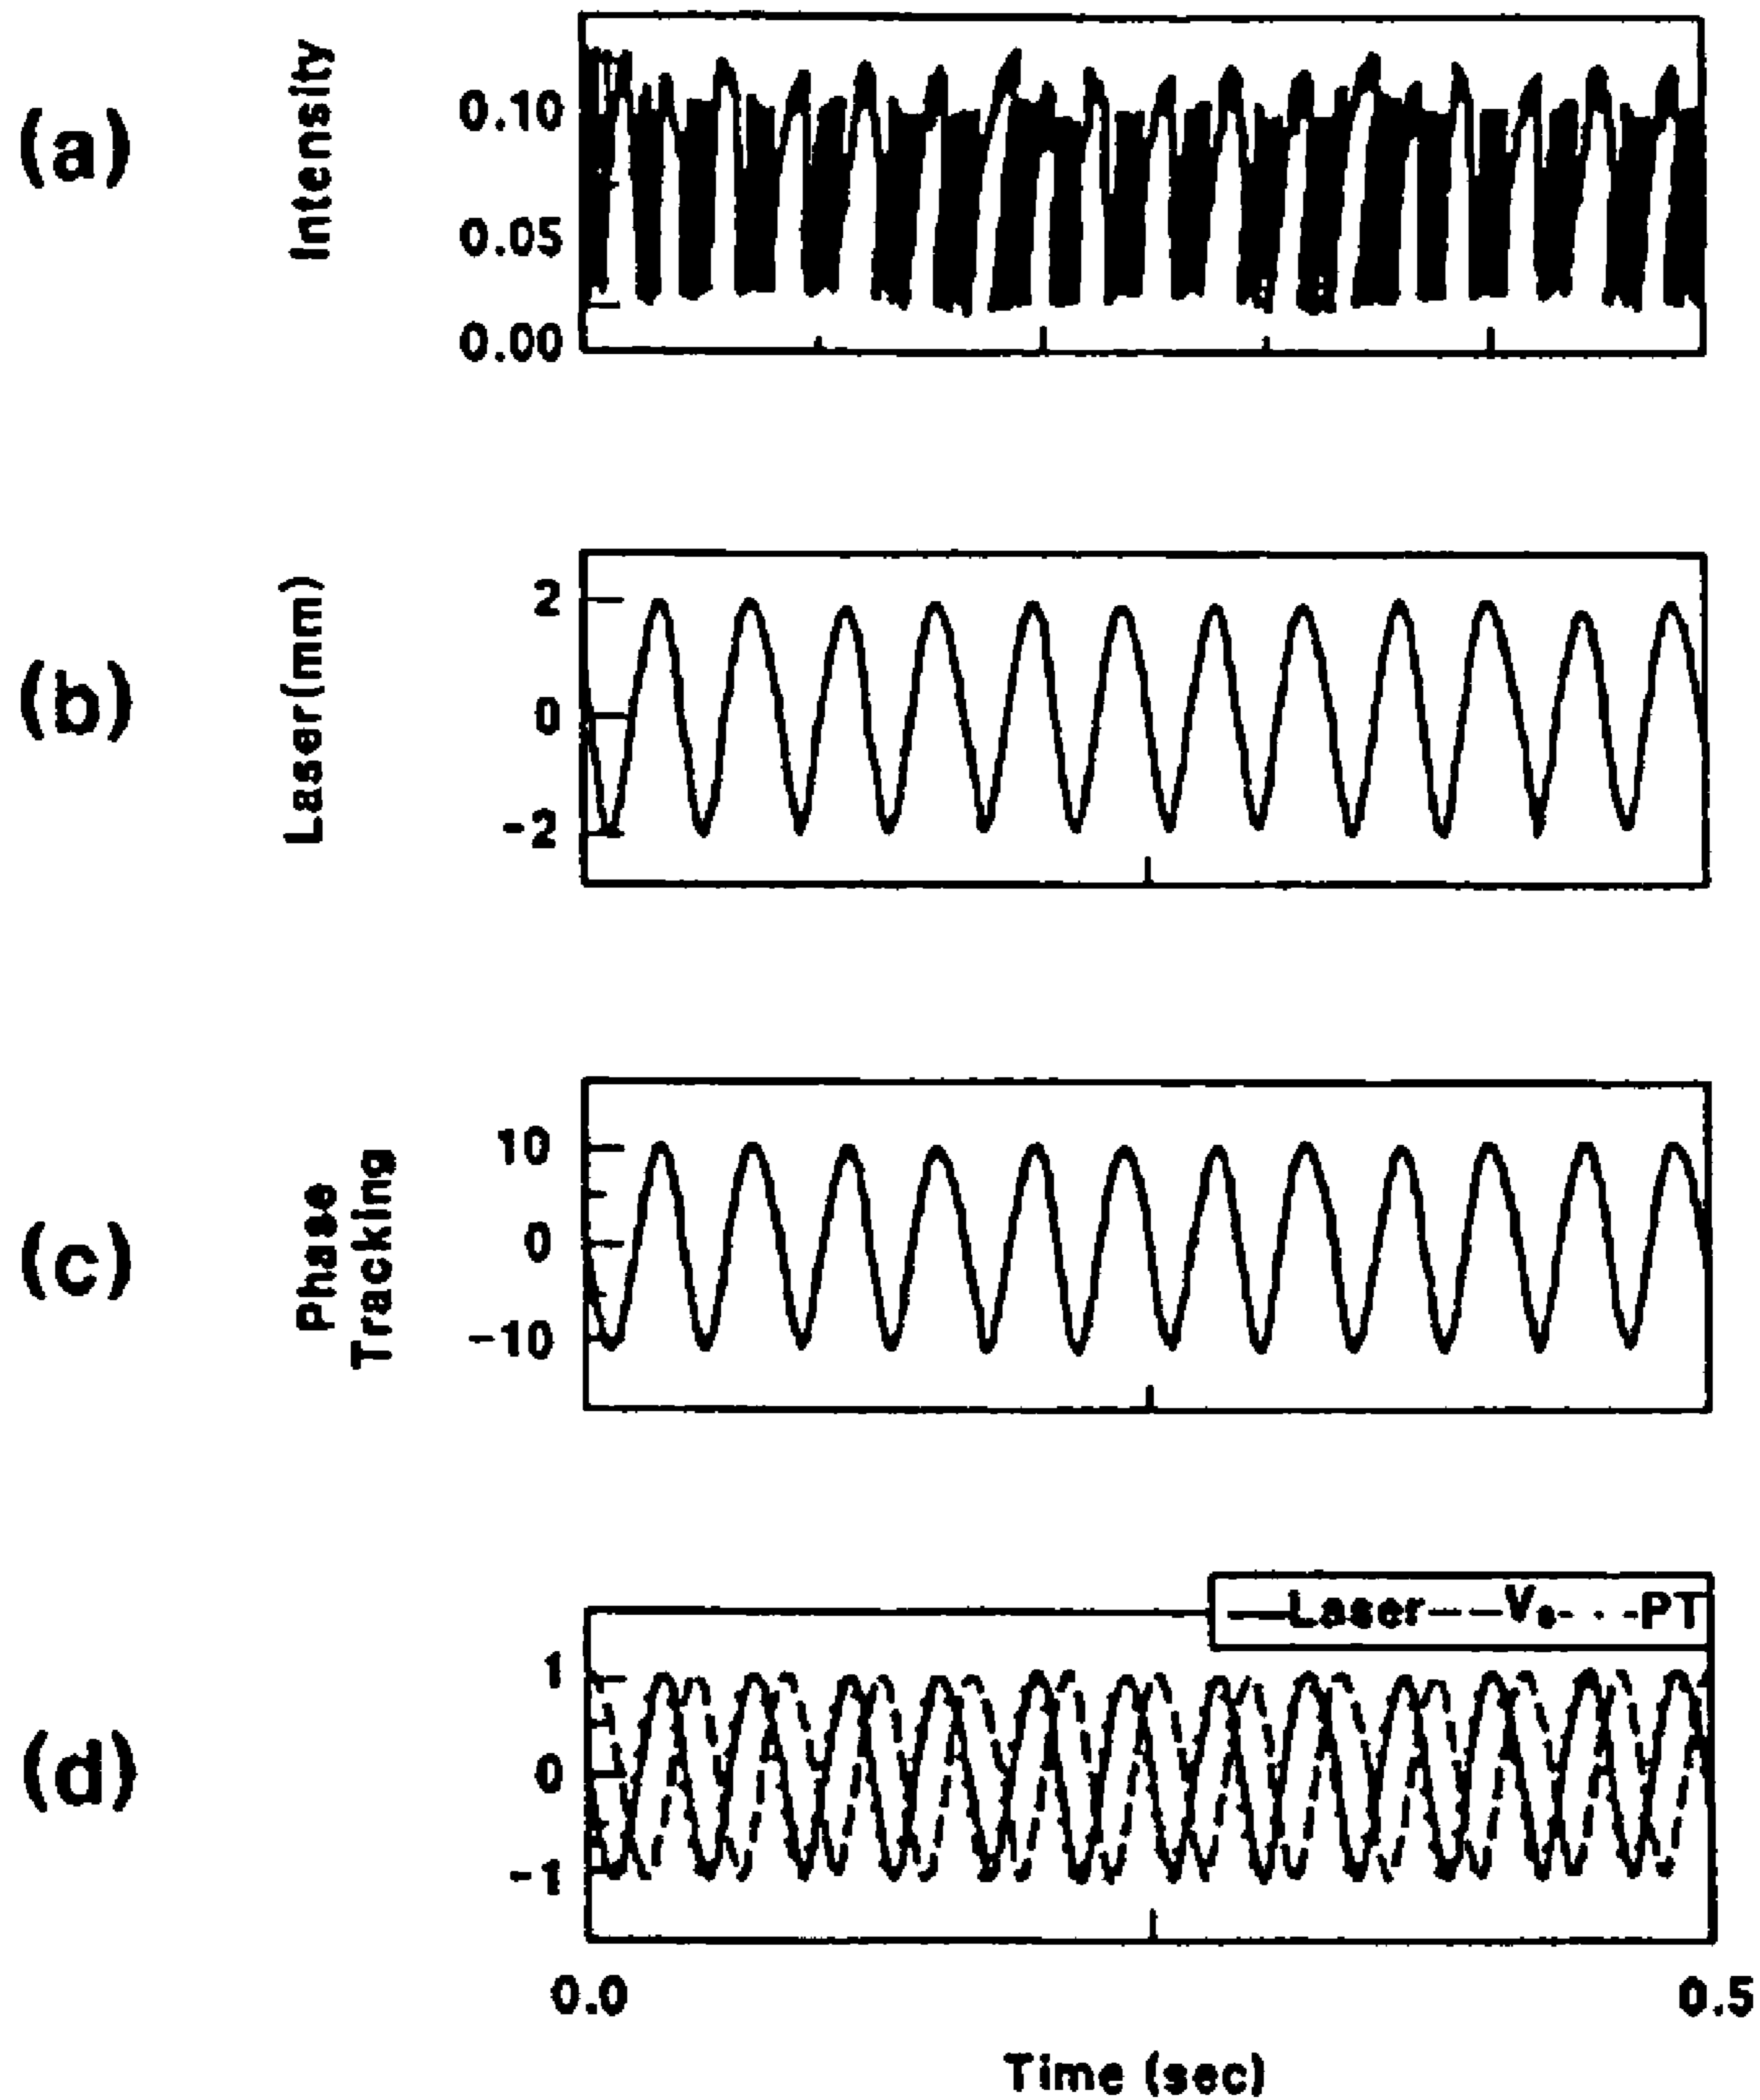 (a)
Intensity
0.10
0.05
0.00
(b)
Laser(mm)
2
0
-2
(c)
Phase
Tracking
10
0
-10
(d)
Laser
PT
1
0
-1
0.0
0.5
Time (sec)